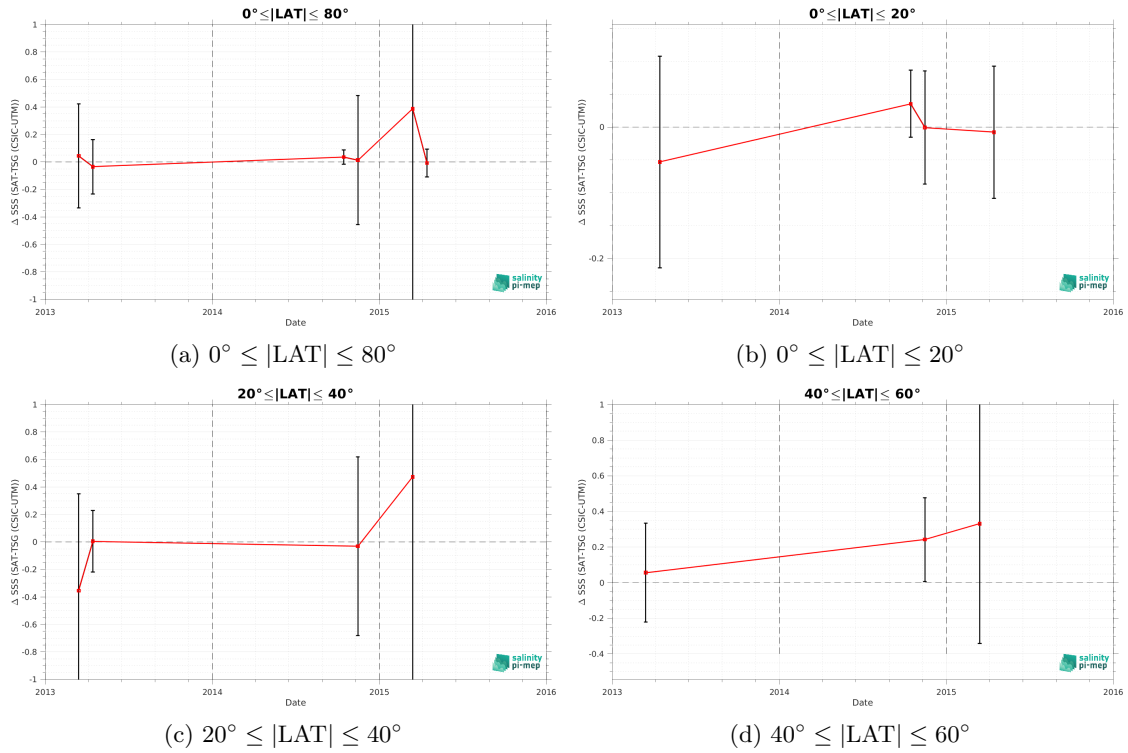 0°≤|LAT|≤ 80°
Δ SSS (SAT-TSG (CSIC-UTM))
1
0.8
0.6
0.4
0.2
0
-0.2
-0.4
-0.6
-0.8
-1
2013
2014
2015
2016
Date
salinity
pi-mep
(a) 0° ≤ |LAT| ≤ 80°
0°≤|LAT|≤ 20°
Δ SSS (SAT-TSG (CSIC-UTM))
0
-0.2
2013
2014
2015
2016
Date
salinity
pi-mep
(b) 0° ≤ |LAT| ≤ 20°
20°≤|LAT|≤ 40°
Δ SSS (SAT-TSG (CSIC-UTM))
1
0.8
0.6
0.4
0.2
0
-0.2
-0.4
-0.6
-0.8
-1
2013
2014
2015
2016
Date
salinity
pi-mep
(c) 20° ≤ |LAT| ≤ 40°
40°≤|LAT|≤ 60°
Δ SSS (SAT-TSG (CSIC-UTM))
1
0.8
0.6
0.4
0.2
0
-0.2
-0.4
2013
2014
2015
2016
Date
salinity
pi-mep
(d) 40° ≤ |LAT| ≤ 60°